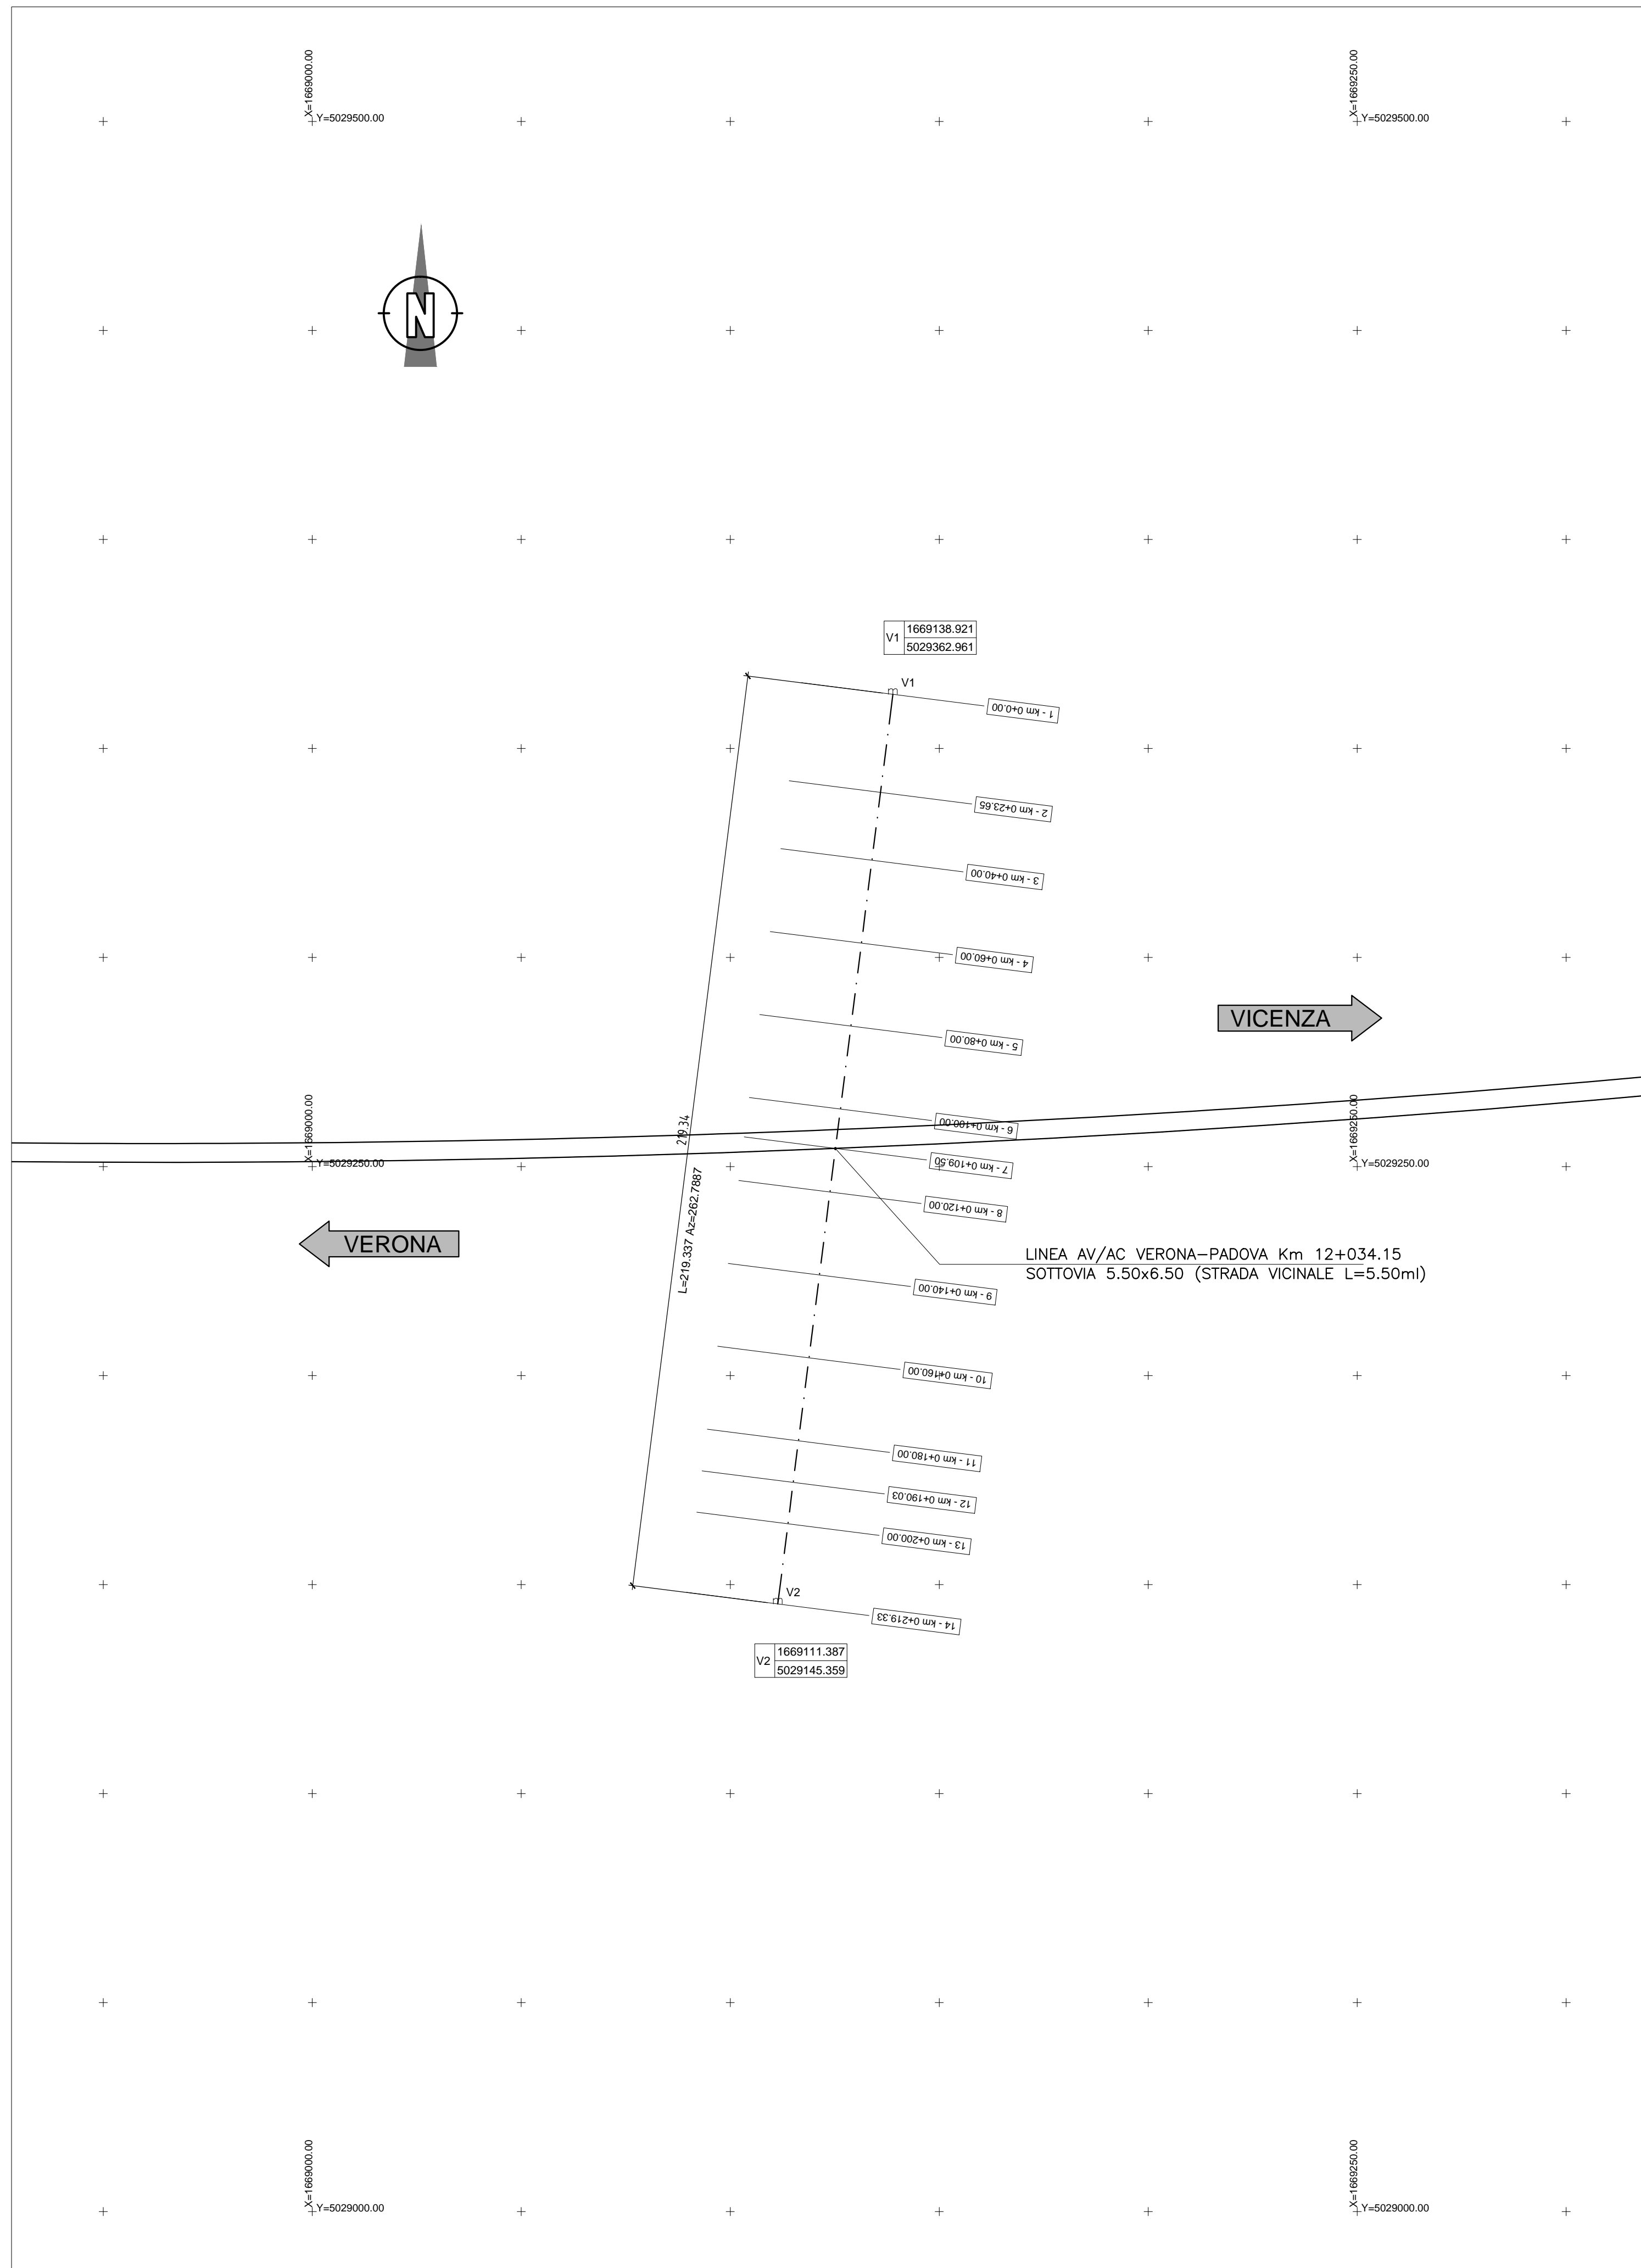 X=1669000.00
Y=5029500.00
X=1669250.00
Y=5029500.00
N
V1
1669138.921
5029362.961
V1
1 - km 0+0.00
2 - km 0+23.65
3 - km 0+40.00
4 - km 0+60.00
5 - km 0+80.00
VICENZA
X=1669000.00
Y=5029250.00
219.34
6 - km 0+100.00
X=1669250.00
Y=5029250.00
7 - km 0+109.50
8 - km 0+120.00
L=219.337 Az=262.7887
VERONA
LINEA AV/AC VERONA-PADOVA Km 12+034.15
SOTTOVIA 5.50x6.50 (STRADA VICINALE L=5.50ml)
9 - km 0+140.00
10 - km 0+160.00
11 - km 0+180.00
12 - km 0+190.03
13 - km 0+200.00
V2
14 - km 0+219.33
V2
1669111.387
5029145.359
X=1669000.00
Y=5029000.00
X=1669250.00
Y=5029000.00